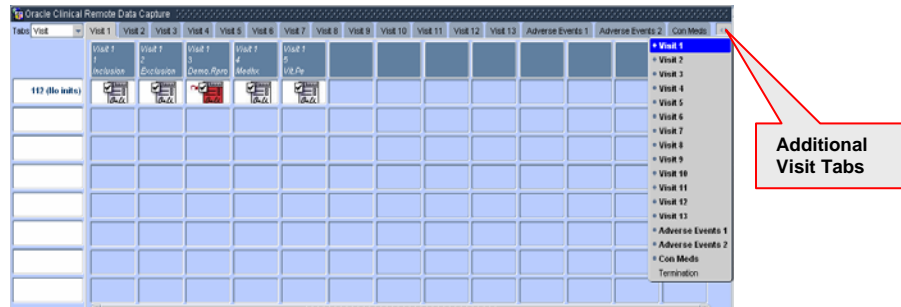 Oracle Clinical Remote Data Capture
Tabs Visit Visit 1 Visit 2 Visit 3 Visit 4 Visit 5 Visit 6 Visit 7 Visit 8 Visit 9 Visit 10 Visit 11 Visit 12 Visit 13 Adverse Events 1 Adverse Events 2 Con Meds
Visit 1 Visit 1 Visit 1 Visit 1 Visit 1
1 2 3 4 5
Inclusion Exclusion Demo,Rpro MedHx Vit,Pe
112 (No inits)
Visit 1
Visit 2
Visit 3
Visit 4
Visit 5
Visit 6
Visit 7
Visit 8
Visit 9
Visit 10
Visit 11
Visit 12
Visit 13
Adverse Events 1
Adverse Events 2
Con Meds
Termination
Additional
Visit Tabs